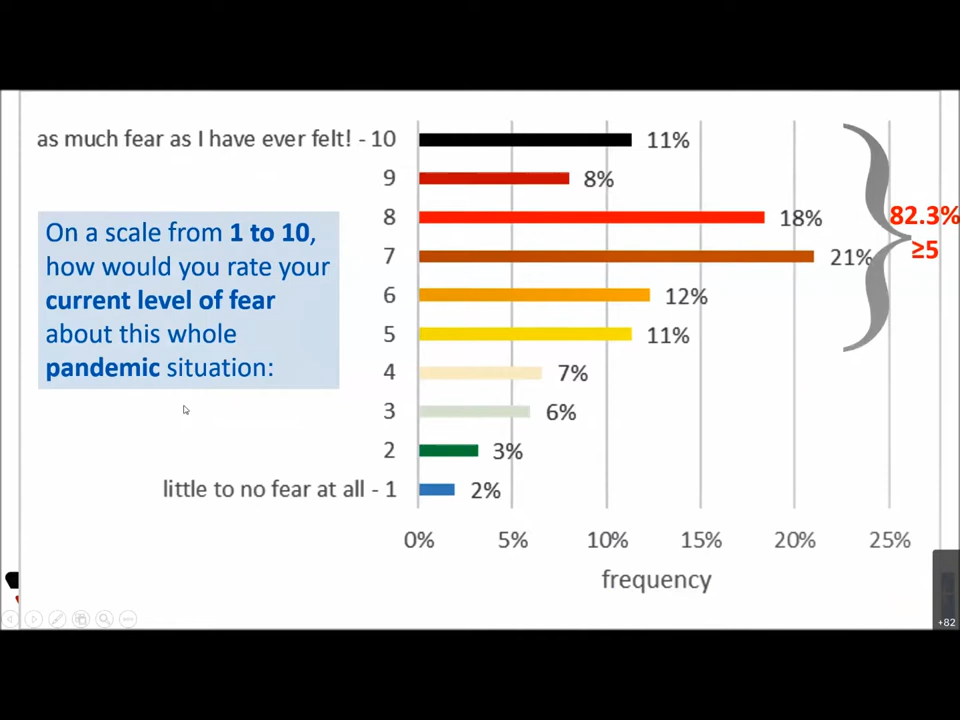 as much fear as I have ever felt! - 10
11%
9
8%
8
18%
7
21%
6
12%
5
11%
4
7%
3
6%
2
3%
little to no fear at all - 1
2%
82.3%
≥5
On a scale from 1 to 10,
how would you rate your
current level of fear
about this whole
pandemic situation:
0% 5% 10% 15% 20% 25%
frequency
+82